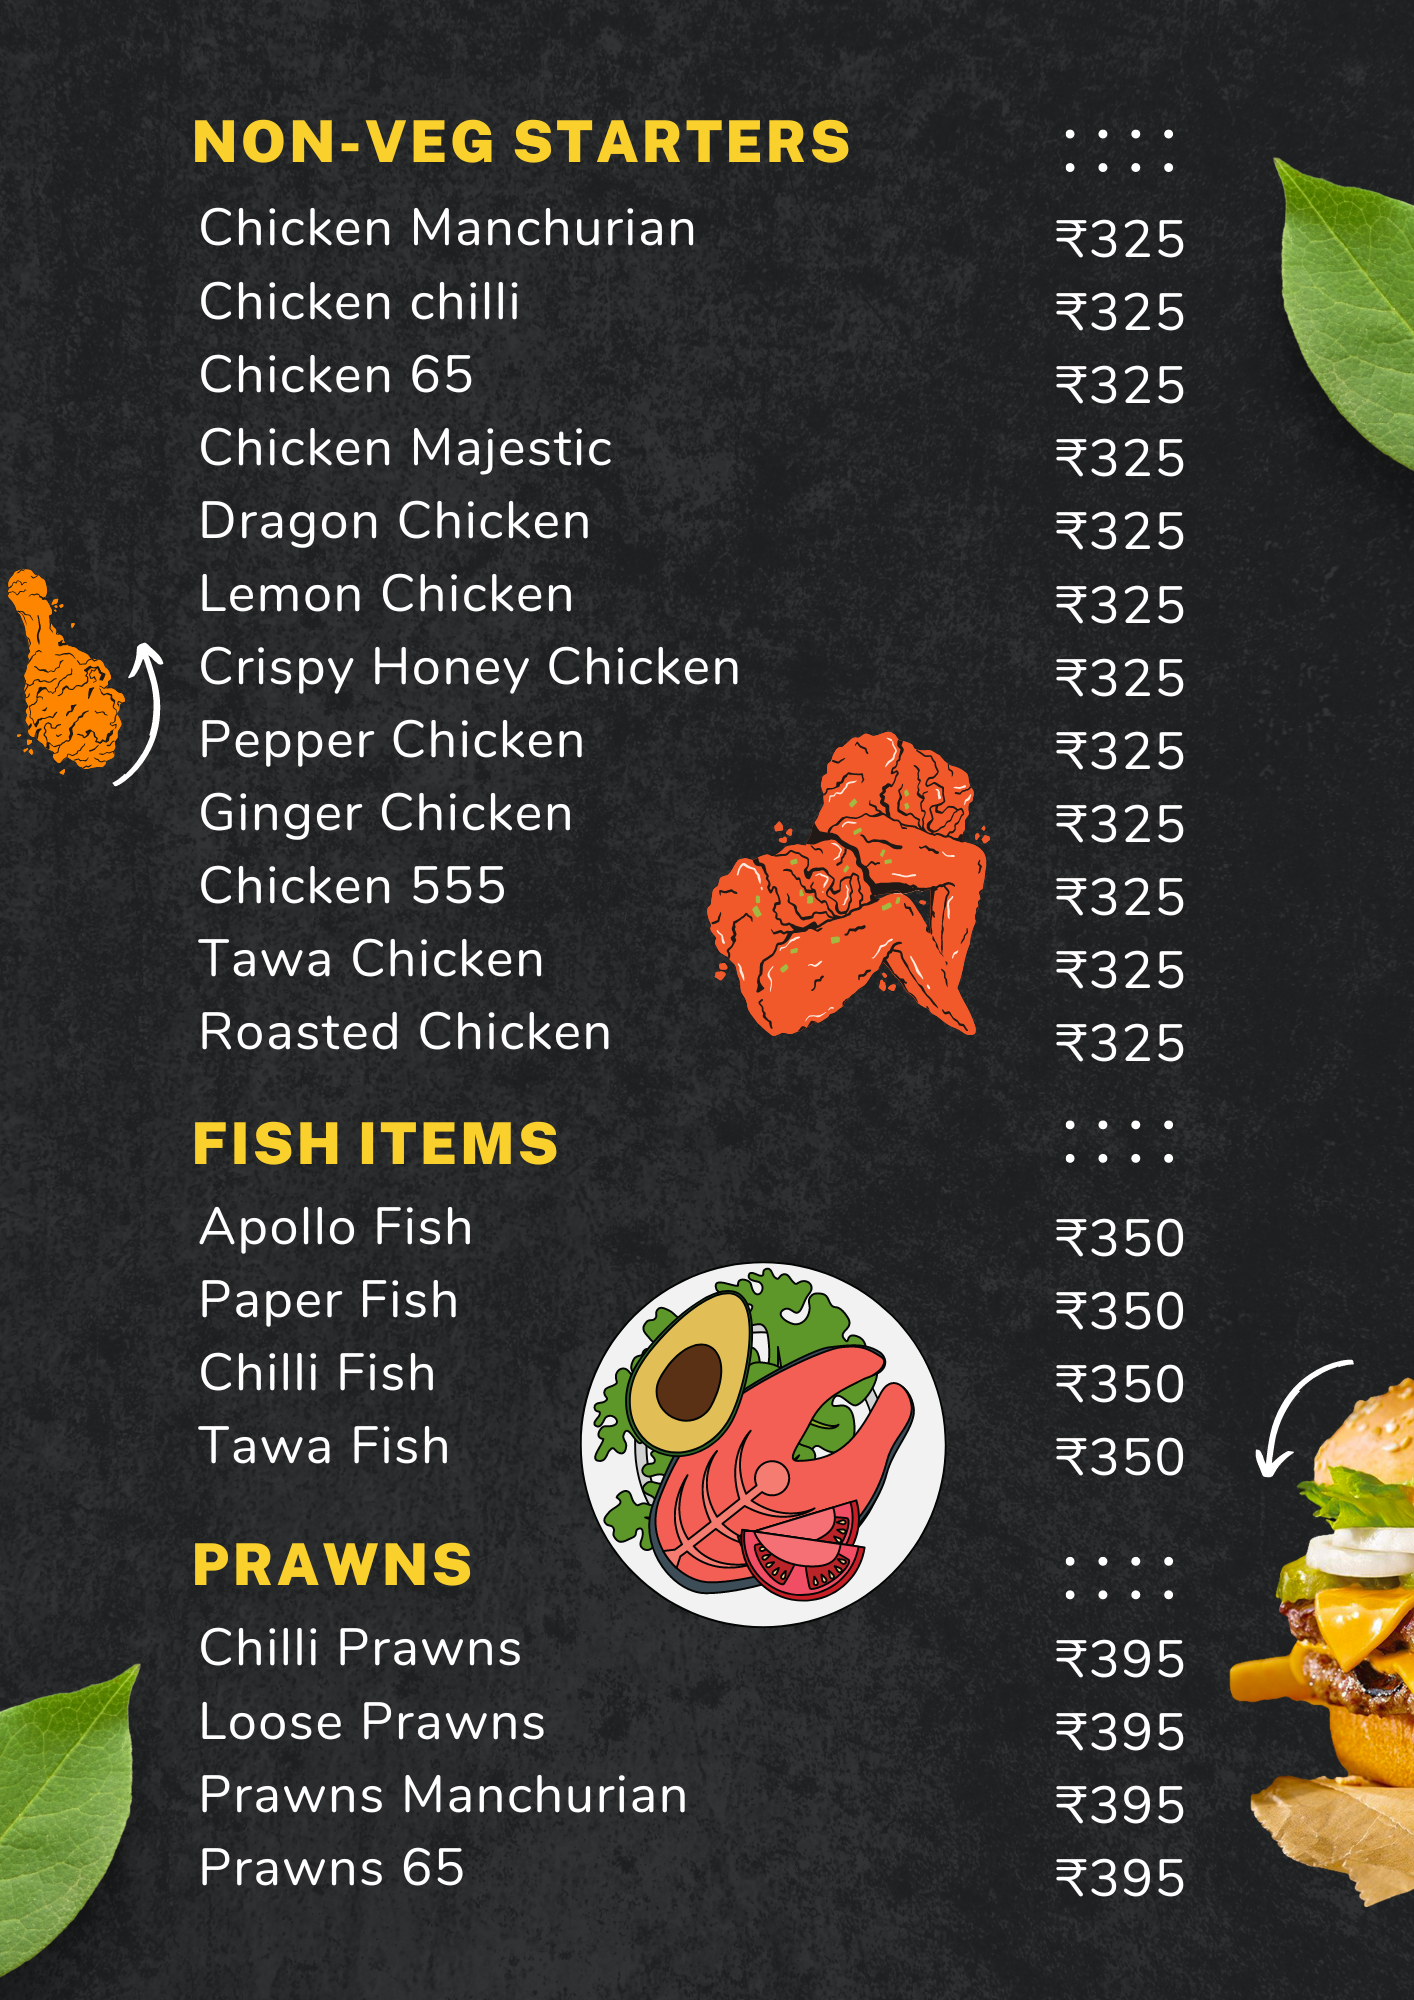 NON-VEG STARTERS
Chicken Manchurian ₹325
Chicken chilli ₹325
Chicken 65 ₹325
Chicken Majestic ₹325
Dragon Chicken ₹325
Lemon Chicken ₹325
Crispy Honey Chicken ₹325
Pepper Chicken ₹325
Ginger Chicken ₹325
Chicken 555 ₹325
Tawa Chicken ₹325
Roasted Chicken ₹325
FISH ITEMS
Apollo Fish ₹350
Paper Fish ₹350
Chilli Fish ₹350
Tawa Fish ₹350
PRAWNS
Chilli Prawns ₹395
Loose Prawns ₹395
Prawns Manchurian ₹395
Prawns 65 ₹395